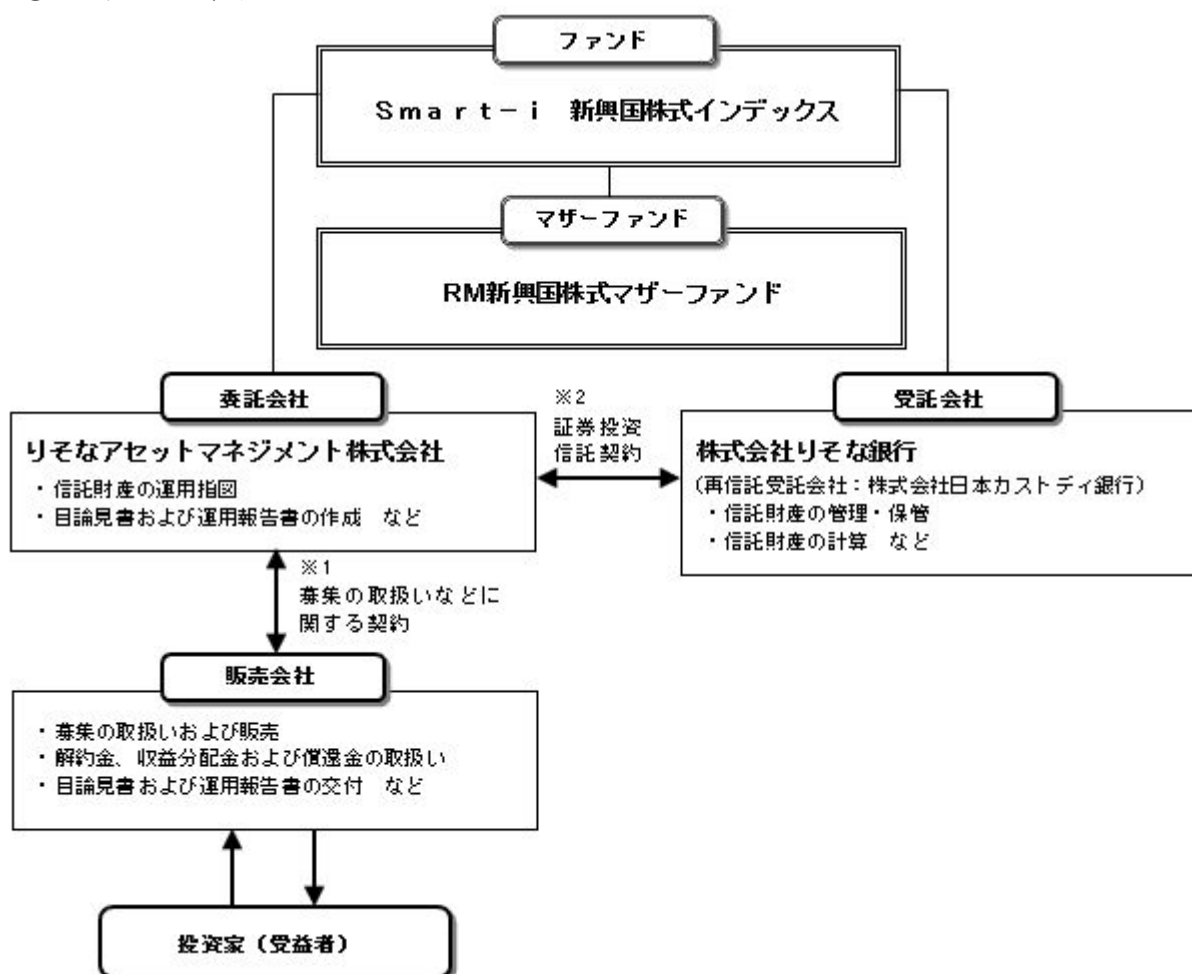 ファンド
Smart-i 新興国株式インデックス
マザーファンド
RM新興国株式マザーファンド
委託会社
りそなアセットマネジメント株式会社
・信託財産の運用指図
・目論見書および運用報告書の作成 など
※2
証券投資
信託契約
受託会社
株式会社りそな銀行
(再信託受託会社:株式会社日本カストディ銀行)
・信託財産の管理・保管
・信託財産の計算 など
※1
募集の取扱いなどに
関する契約
販売会社
・募集の取扱いおよび販売
・解約金、収益分配金および償還金の取扱い
・目論見書および運用報告書の交付 など
投資家(受益者)